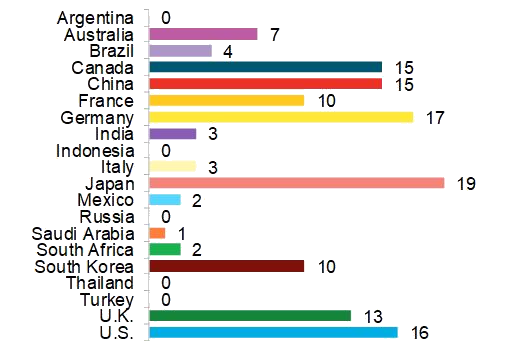 Argentina 0
Australia 7
Brazil 4
Canada 15
China 15
France 10
Germany 17
India 3
Indonesia 0
Italy 3
Japan 19
Mexico 2
Russia 0
Saudi Arabia 1
South Africa 2
South Korea 10
Thailand 0
Turkey 0
U.K. 13
U.S. 16